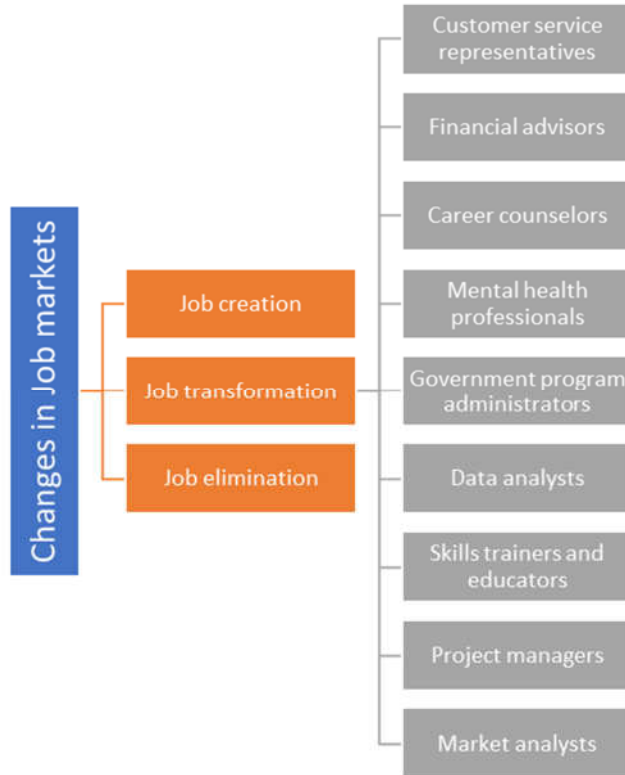 Changes in Job markets
Job creation
Job transformation
Job elimination
Customer service
representatives
Financial advisors
Career counselors
Mental health
professionals
Government program
administrators
Data analysts
Skills trainers and
educators
Project managers
Market analysts